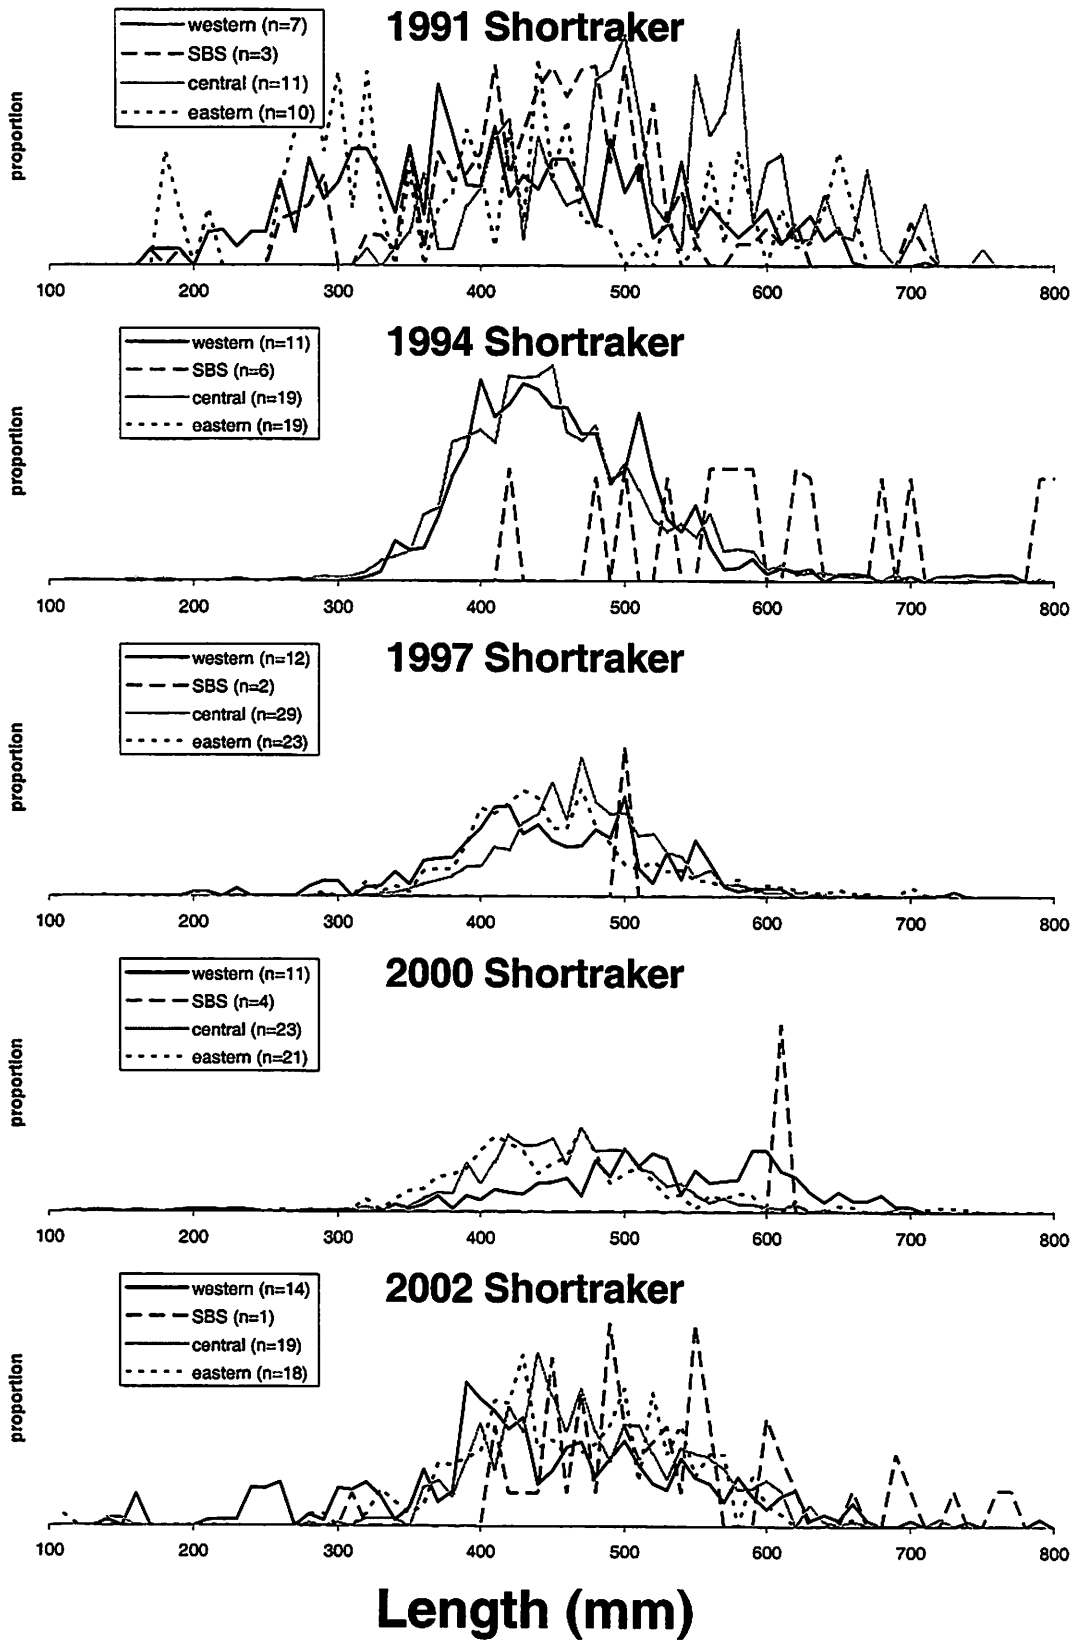 1991 Shortraker
western (n=7)
SBS (n=3)
central (n=11)
eastern (n=10)
proportion
100 200 300 400 500 600 700 800
1994 Shortraker
western (n=11)
SBS (n=6)
central (n=19)
eastern (n=19)
proportion
100 200 300 400 500 600 700 800
1997 Shortraker
western (n=12)
SBS (n=2)
central (n=29)
eastern (n=23)
proportion
100 200 300 400 500 600 700 800
2000 Shortraker
western (n=11)
SBS (n=4)
central (n=23)
eastern (n=21)
proportion
100 200 300 400 500 600 700 800
2002 Shortraker
western (n=14)
SBS (n=1)
central (n=19)
eastern (n=18)
proportion
100 200 300 400 500 600 700 800
Length (mm)